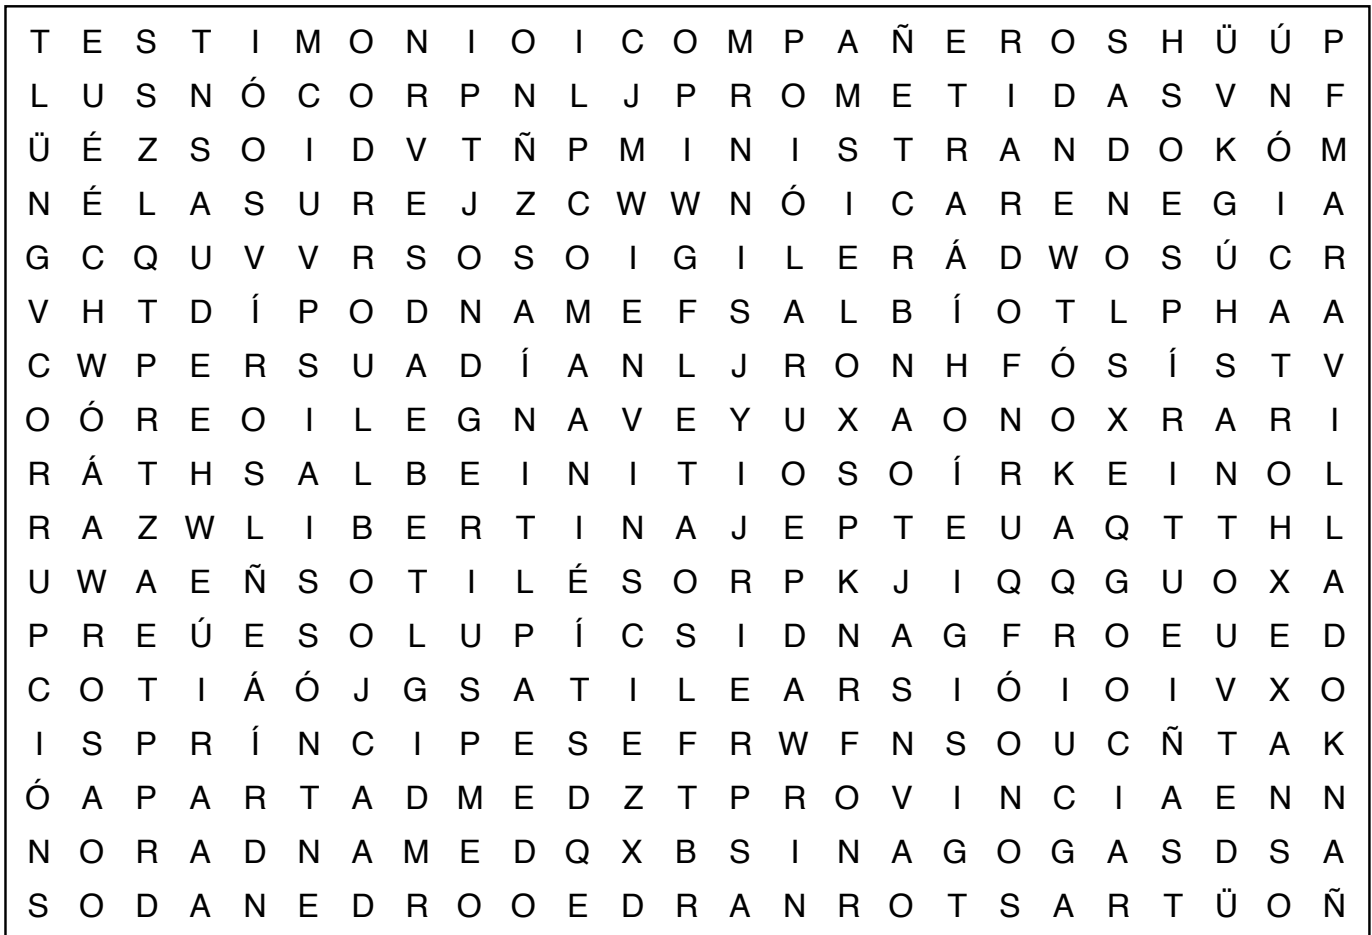 T E S T I M O N I O I C O M P A Ñ E R O S H Ü Ú P
L U S N Ó C O R P N L J P R O M E T I D A S V N F
Ü É Z S O I D V T Ñ P M I N I S T R A N D O K Ó M
N É L A S U R E J Z C W W N Ó I C A R E N E G I A
G C Q U V V R S O S O I G I L E R Á D W O S Ú C R
V H T D Í P O D N A M E F S A L B Í O T L P H A A
C W P E R S U A D Í A N L J R O N H F Ó S Í S T V
O Ó R E O I L E G N A V E Y U X A O N O X R A R I
R Á T H S A L B E I N I T I O S O Í R K E I N O L
R A Z W L I B E R T I N A J E P T E U A Q T T H L
U W A E Ñ S O T I L É S O R P K J I Q Q G U O X A
P R E Ú E S O L U P Í C S I D N A G F R O E U E D
C O T I Á Ó J G S A T I L E A R S I Ó I O I V X O
I S P R Í N C I P E S E F R W F N S O U C Ñ T A K
Ó A P A R T A D M E D Z T P R O V I N C I A E N N
N O R A D N A M E D Q X B S I N A G O G A S D S A
S O D A N E D R O O E D R A N R O T S A R T Ü O Ñ